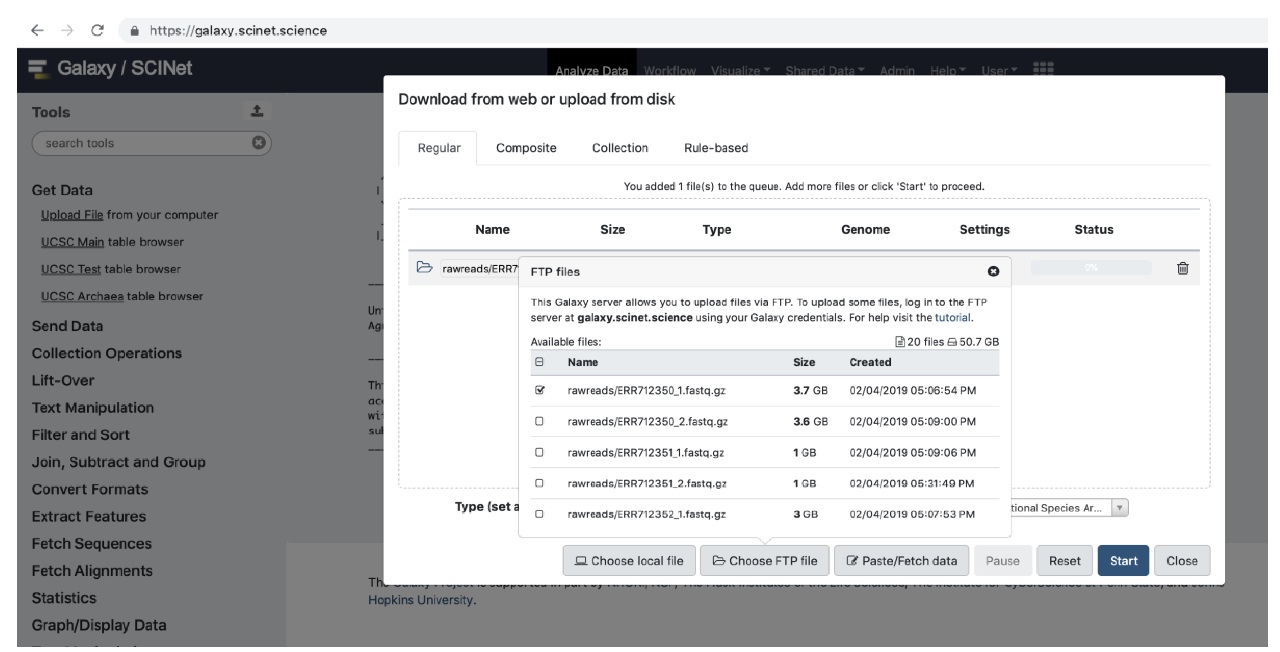 https://galaxy.scinet.science
Galaxy / SCINet
Analyze Data Workflow Visualize Shared Data Admin Help User
Tools
search tools
Get Data
Upload File from your computer
UCSC Main table browser
UCSC Test table browser
UCSC Archaea table browser
Send Data
Collection Operations
Lift-Over
Text Manipulation
Filter and Sort
Join, Subtract and Group
Convert Formats
Extract Features
Fetch Sequences
Fetch Alignments
Statistics
Graph/Display Data
Download from web or upload from disk
Regular Composite Collection Rule-based
You added 1 file(s) to the queue. Add more files or click 'Start' to proceed.
Name Size Type Genome Settings Status
rawreads/ERR7 0%
FTP files
This Galaxy server allows you to upload files via FTP. To upload some files, log in to the FTP
server at galaxy.scinet.science using your Galaxy credentials. For help visit the tutorial.
Available files: 20 files 50.7 GB
Name Size Created
rawreads/ERR712350_1.fastq.gz 3.7 GB 02/04/2019 05:06:54 PM
rawreads/ERR712350_2.fastq.gz 3.6 GB 02/04/2019 05:09:00 PM
rawreads/ERR712351_1.fastq.gz 1 GB 02/04/2019 05:09:06 PM
rawreads/ERR712351_2.fastq.gz 1 GB 02/04/2019 05:31:49 PM
rawreads/ERR712352_1.fastq.gz 3 GB 02/04/2019 05:07:53 PM
Type (set a tional Species Ar...
Choose local file Choose FTP file Paste/Fetch data Pause Reset Start Close
Hopkins University.